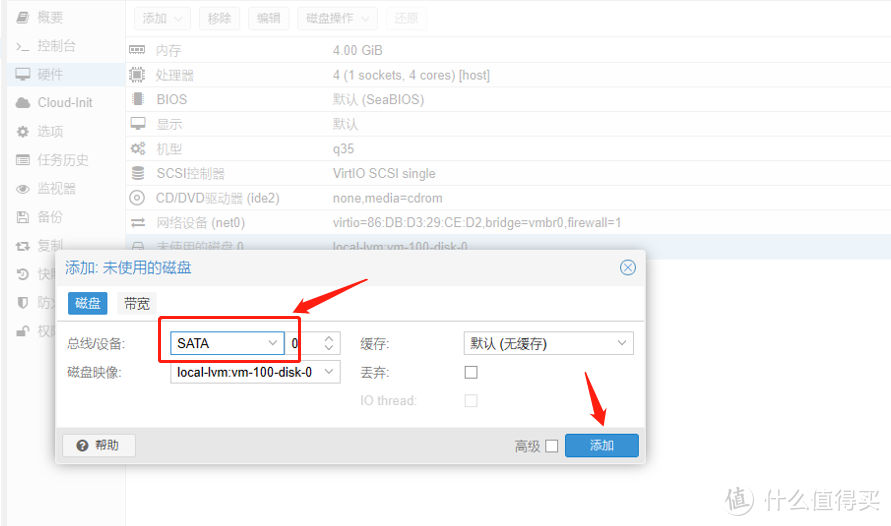 概要
添加 移除 编辑 磁盘操作 还原
控制台
内存 4.00 GiB
硬件
处理器 4 (1 sockets, 4 cores) [host]
Cloud-Init
BIOS 默认 (SeaBIOS)
选项
显示 默认
任务历史
机型 q35
监视器
SCSI控制器 VirtIO SCSI single
备份
CD/DVD驱动器 (ide2) none,media=cdrom
网络设备 (net0) virtio=86:DB:D3:29:CE:D2,bridge=vmbr0,firewall=1
复制
未使用的磁盘 0 local-lvm:vm-100-disk-0
添加: 未使用的磁盘
磁盘 带宽
总线/设备: SATA 0 缓存: 默认 (无缓存)
磁盘映像: local-lvm:vm-100-disk-0 丢弃:
IO thread:
帮助 高级 添加
值 什么值得买